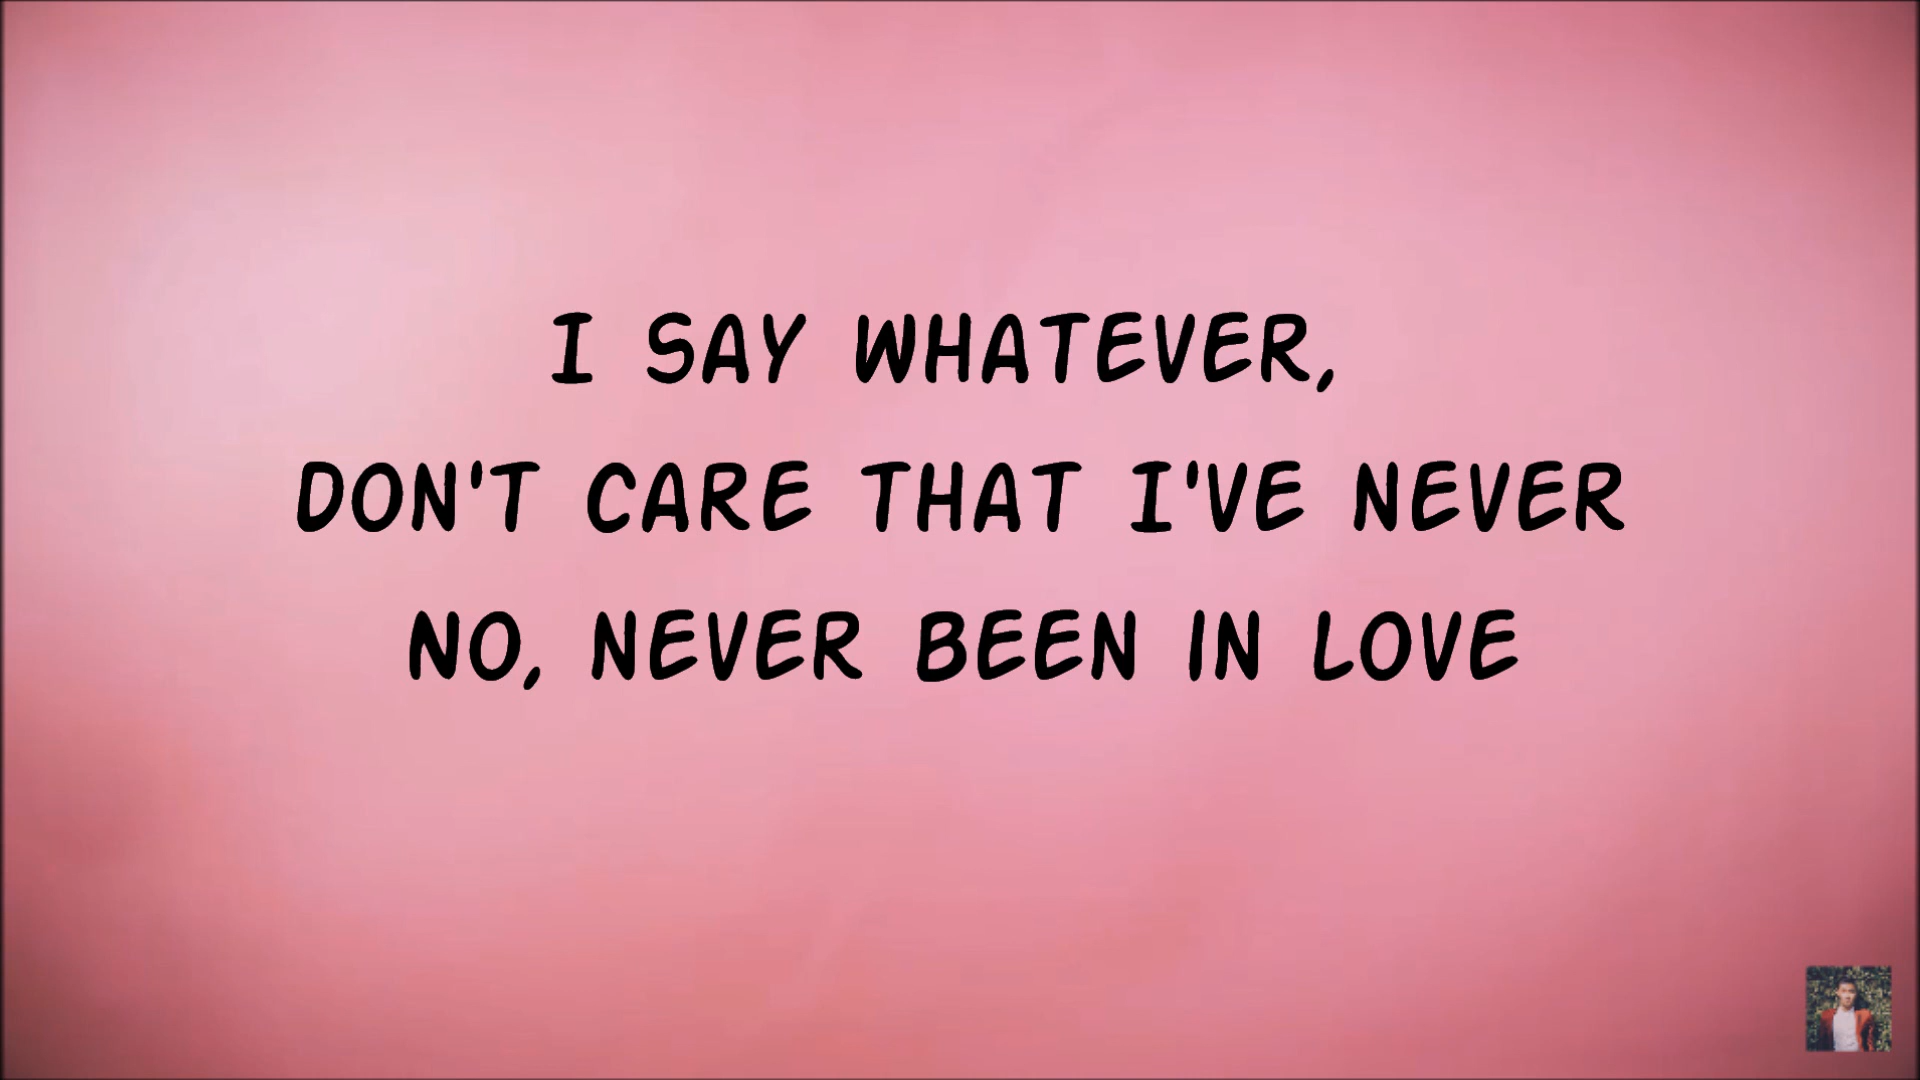 I SAY WHATEVER,
DON'T CARE THAT I'VE NEVER
NO, NEVER BEEN IN LOVE